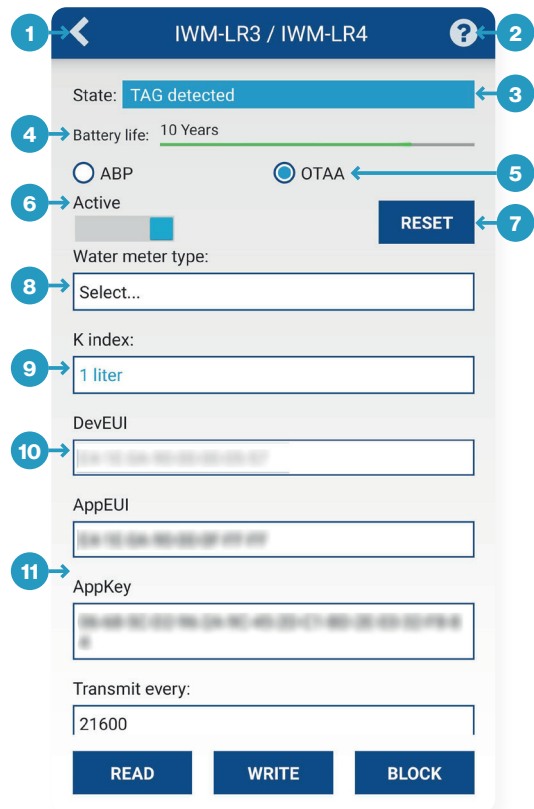 1 IWM-LR3 / IWM-LR4 ? 2
State: TAG detected 3
4 Battery life: 10 Years
ABP OTAA 5
6 Active
RESET 7
Water meter type:
8 Select...
K index:
9 1 liter
DevEUI
10
AppEUI
11
AppKey
Transmit every:
21600
READ WRITE BLOCK